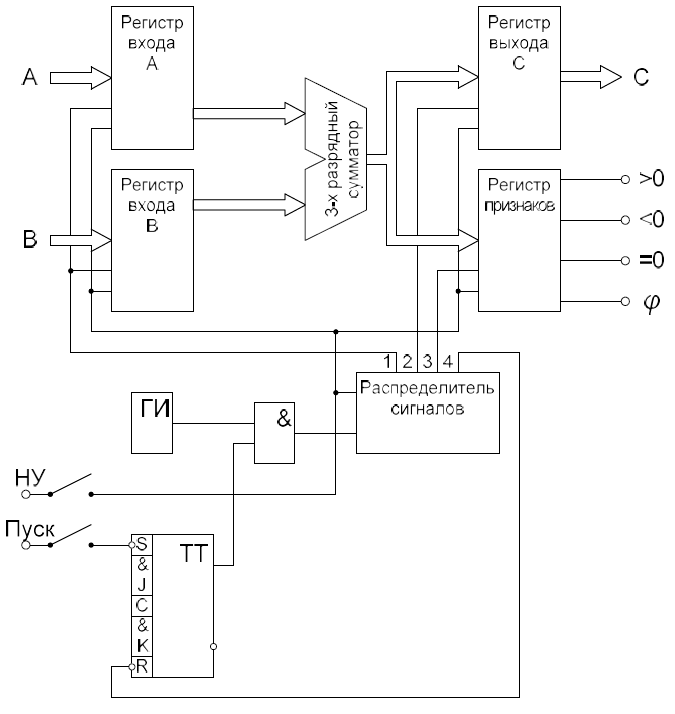 Регистр
входа
А
Регистр
выхода
С
А
С
3-х разрядный
сумматор
Регистр
входа
В
Регистр
признаков
>0
<0
=0
φ
В
1 2 3 4
Распределитель
сигналов
ГИ
&
НУ
Пуск
S
TT
&
J
C
&
K
R